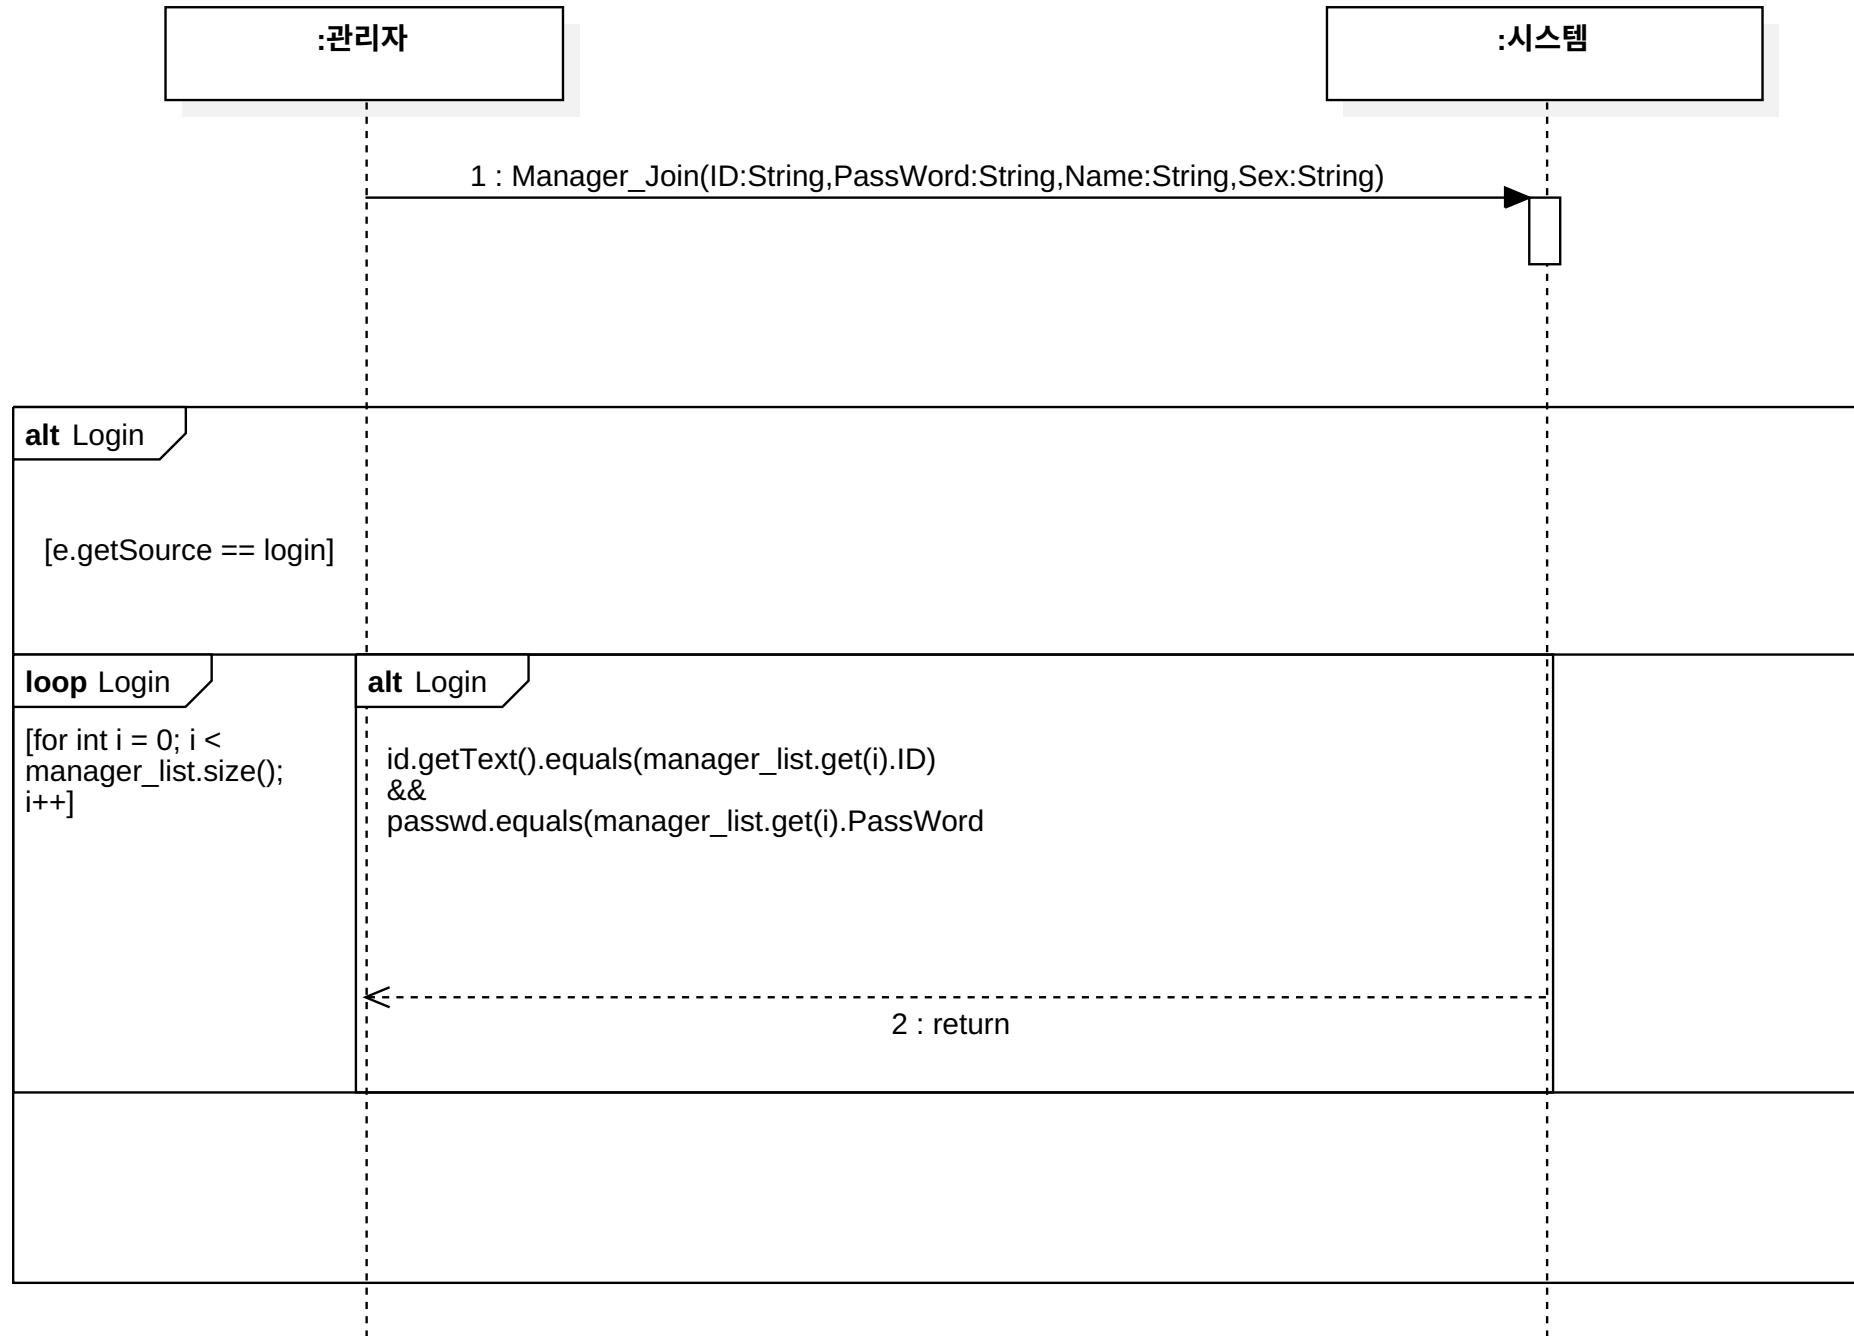 :관리자
:시스템
1 : Manager_Join(ID:String,PassWord:String,Name:String,Sex:String)
alt Login
[e.getSource == login]
loop Login
[for int i = 0; i <
manager_list.size();
i++]
alt Login
id.getText().equals(manager_list.get(i).ID)
&&
passwd.equals(manager_list.get(i).PassWord
2 : return